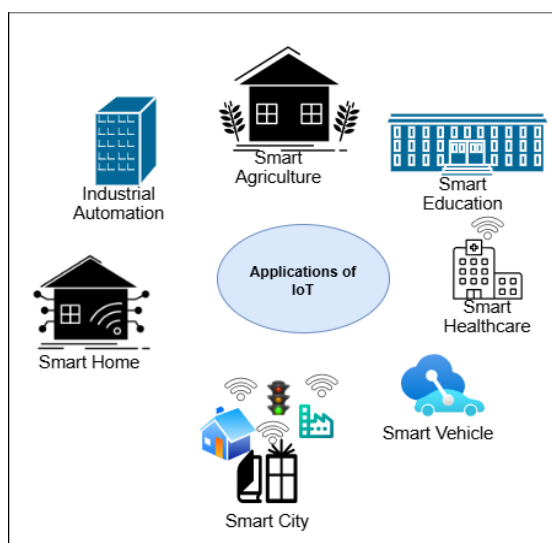 Smart
Agriculture
Industrial
Automation
Smart
Education
Applications of
IoT
Smart
Healthcare
Smart Home
Smart Vehicle
Smart City